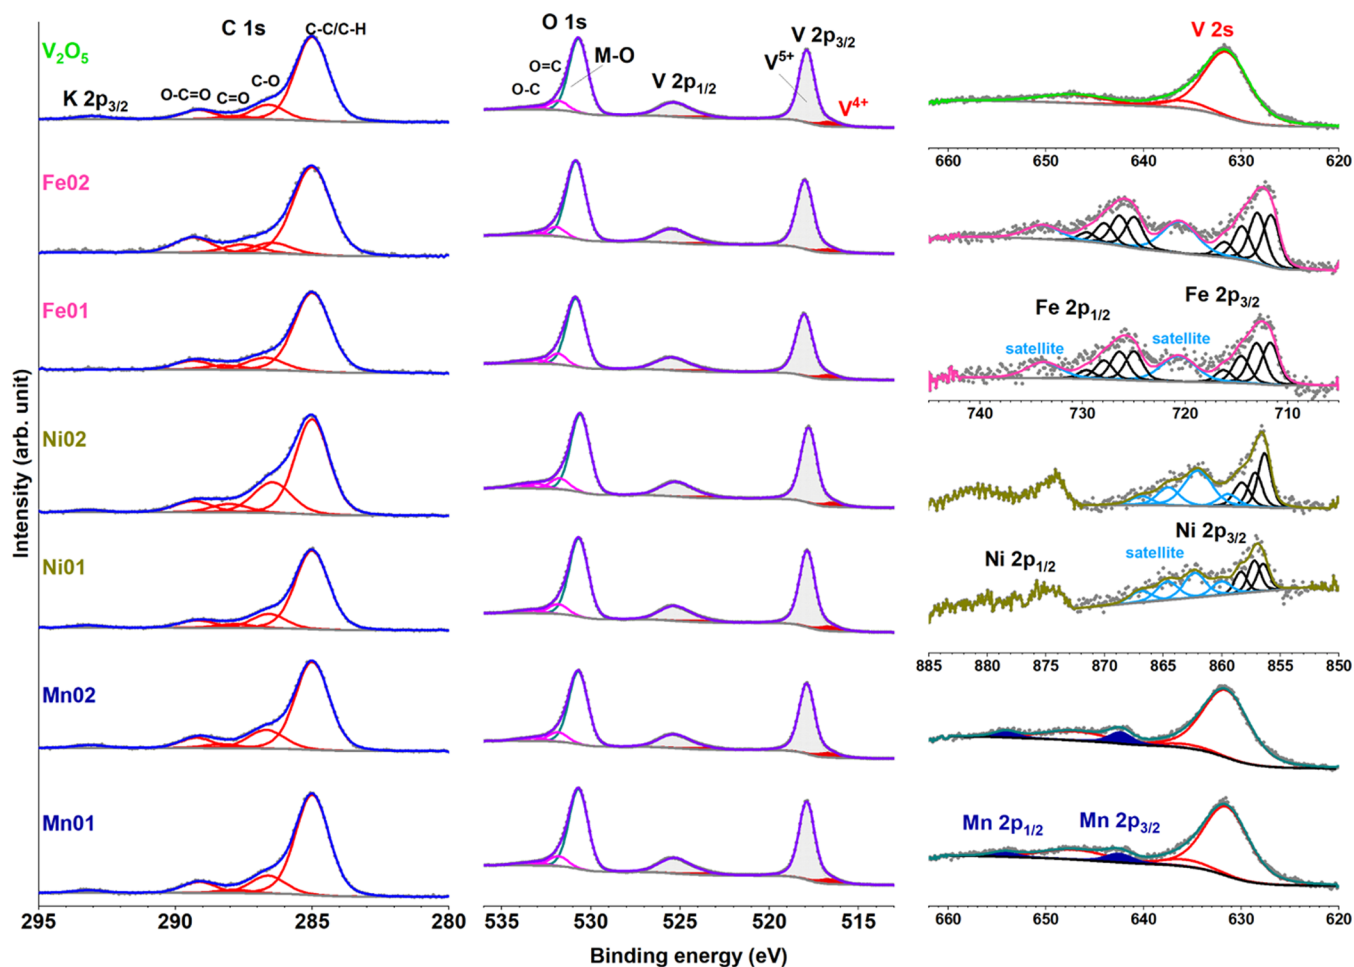 C 1s
C-C/C-H
O 1s
V 2p3/2
V 2s
V2O5
K 2p3/2
O-C=O
C=O
C-O
O=C
O-C
M-O
V 2p1/2
V5+
V4+
660 650 640 630 620
Fe02
Fe01
Fe 2p1/2
Fe 2p3/2
satellite
satellite
740 730 720 710
Intensity (arb. unit)
Ni02
Ni01
Ni 2p1/2
satellite
Ni 2p3/2
885 880 875 870 865 860 855 850
Mn02
Mn01
Mn 2p1/2
Mn 2p3/2
295 290 285 280
535 530 525 520 515
660 650 640 630 620
Binding energy (eV)